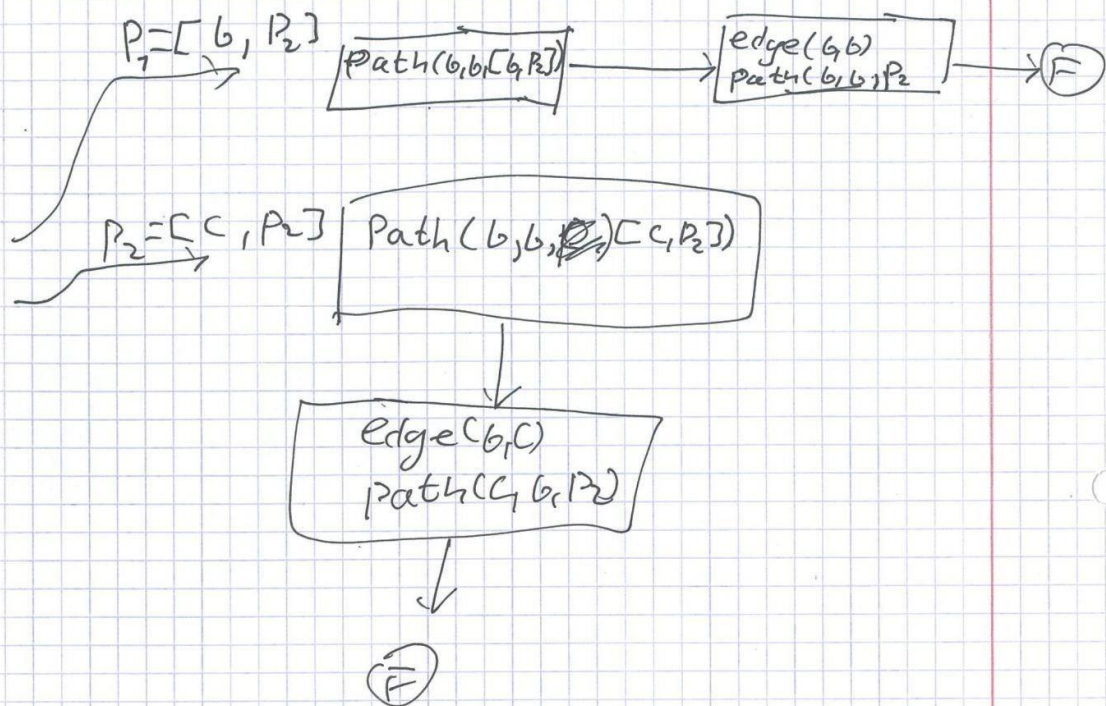 P₁=[b, P₂]
path(b,b,[b,P₂])
edge(b,b)
path(b,b,P₂
F
P₂=[c, P₂]
Path(b,b,[c,P₂])
edge(b,c)
path(c,b,P₂)
F